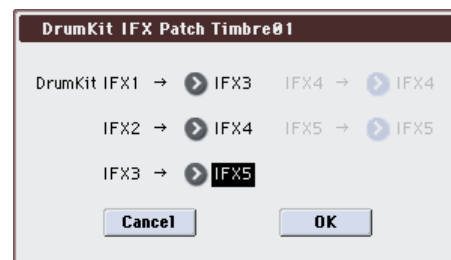 DrumKit IFX Patch Timbre01
DrumKit IFX1 → IFX3 IFX4 → IFX4
IFX2 → IFX4 IFX5 → IFX5
IFX3 → IFX5
Cancel OK